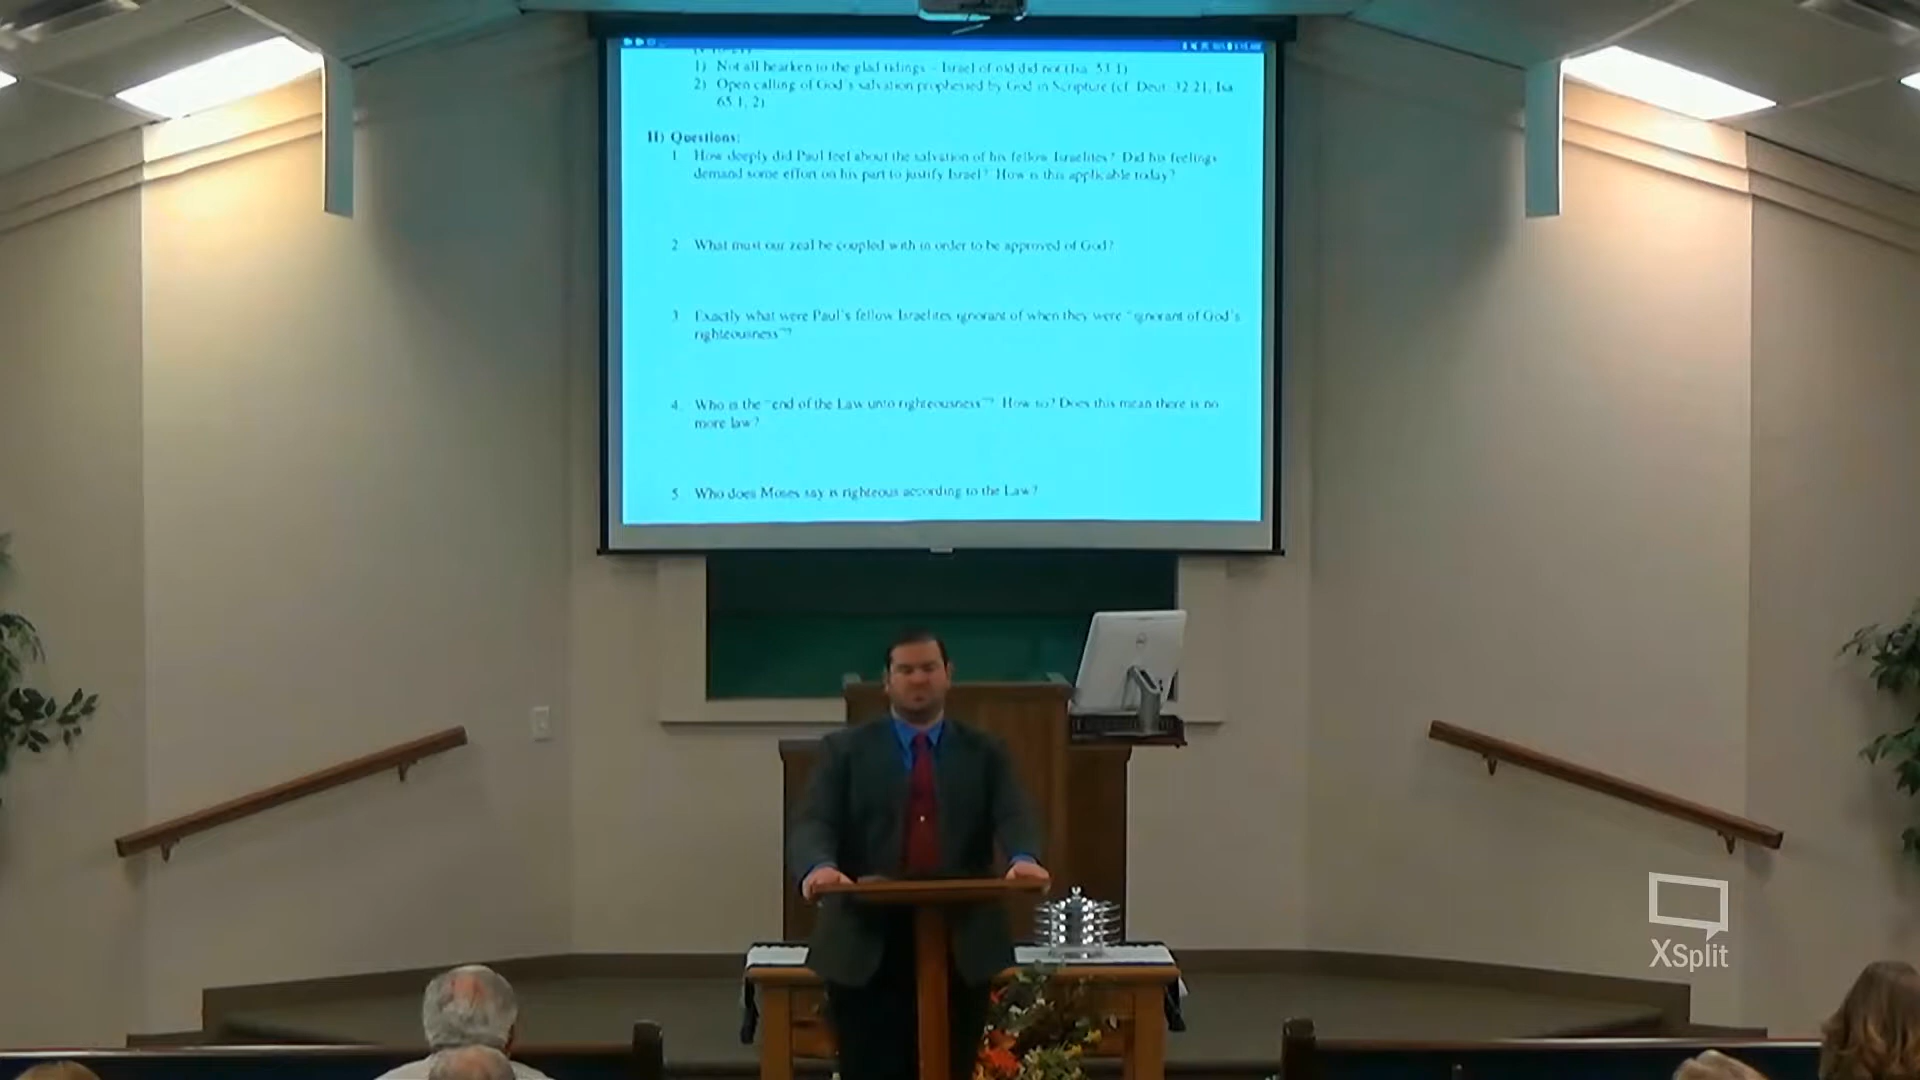 1) Not all hearken to the glad tidings – Israel of old did not (Isa. 53:1)
2) Open calling of God's salvation prophesied by God in Scripture (cf. Deut. 32:21; Isa.
65:1, 2)
II) Questions:
1. How deeply did Paul feel about the salvation of his fellow Israelites? Did his feelings
demand some effort on his part to justify Israel? How is this applicable today?
2. What must our zeal be coupled with in order to be approved of God?
3. Exactly what were Paul's fellow Israelites ignorant of when they were "ignorant of God's
righteousness"?
4. Who is the "end of the Law unto righteousness"? How so? Does this mean there is no
more law?
5. Who does Moses say is righteous according to the Law?
XSplit